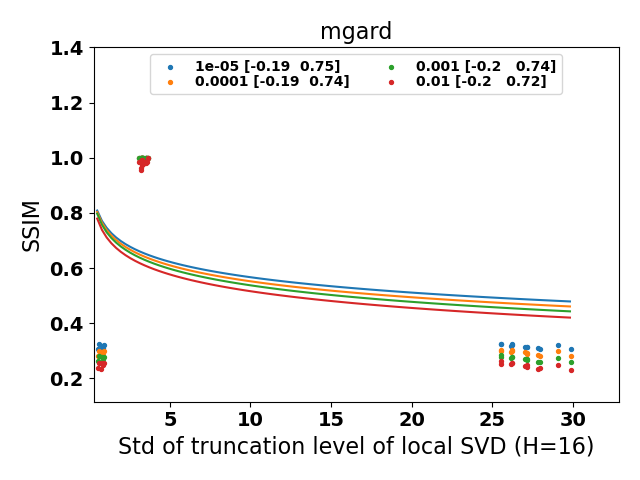 mgard
1e-05 [-0.19  0.75]
0.0001 [-0.19  0.74]
0.001 [-0.2   0.74]
0.01 [-0.2   0.72]
1.4
1.2
1.0
0.8
0.6
0.4
0.2
SSIM
5 10 15 20 25 30
Std of truncation level of local SVD (H=16)